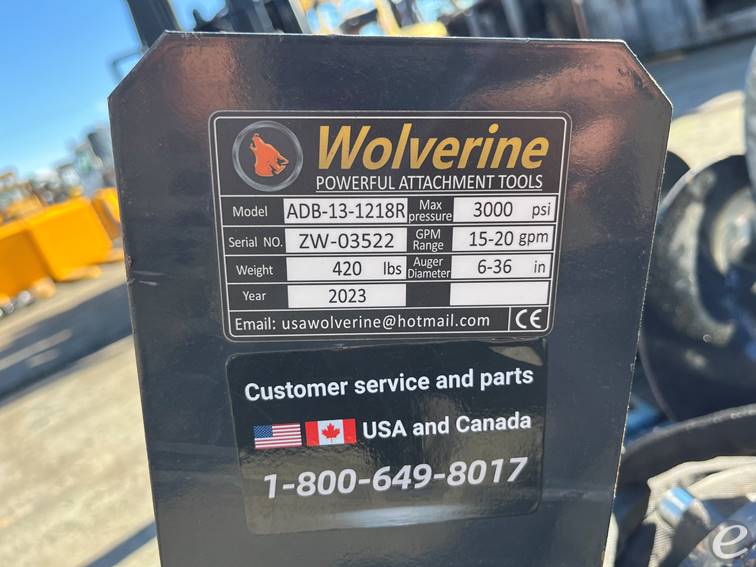 Wolverine
POWERFUL ATTACHMENT TOOLS
Model ADB-13-1218R Max pressure 3000 psi
Serial NO. ZW-03522 GPM Range 15-20 gpm
Weight 420 lbs Auger Diameter 6-36 in
Year 2023
Email: usawolverine@hotmail.com CE
Customer service and parts
USA and Canada
1-800-649-8017
e